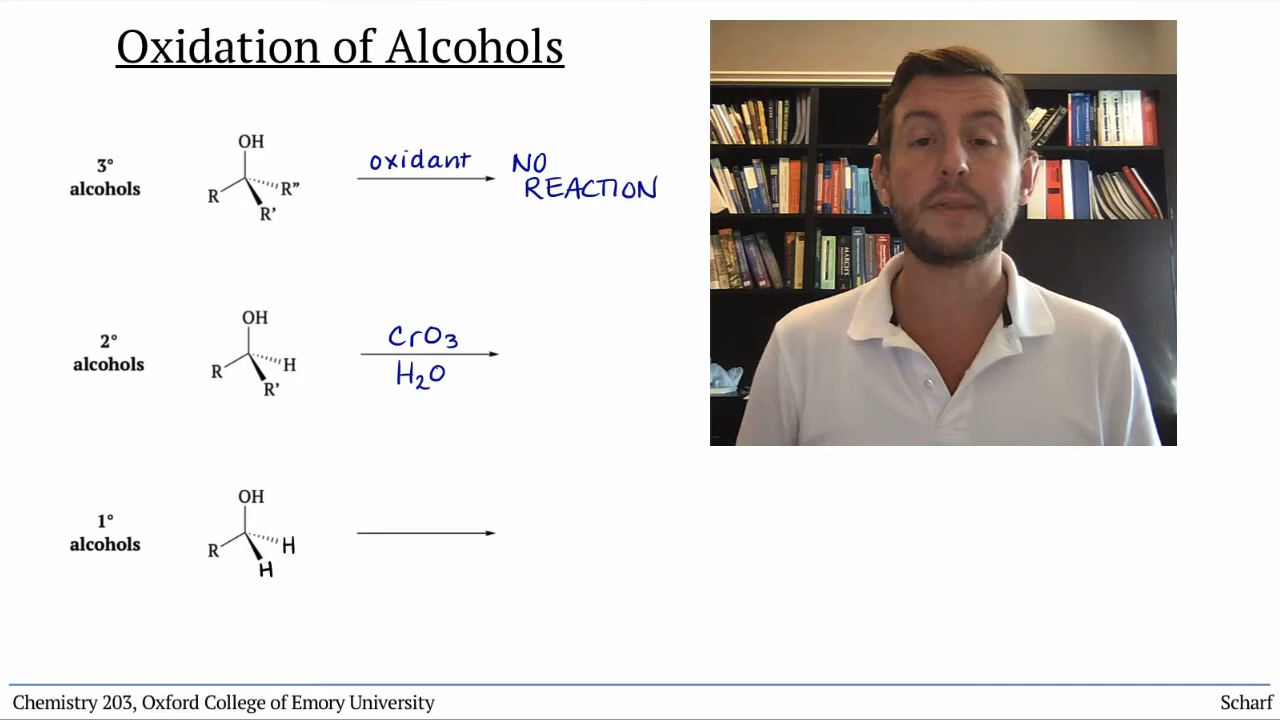 Oxidation of Alcohols
3°
alcohols
OH
R
R”
R’
oxidant
NO
REACTION
2°
alcohols
OH
R
H
R’
CrO₃
H₂O
1°
alcohols
OH
R
H
H
MARCH'S
Chemistry 203, Oxford College of Emory University
Scharf